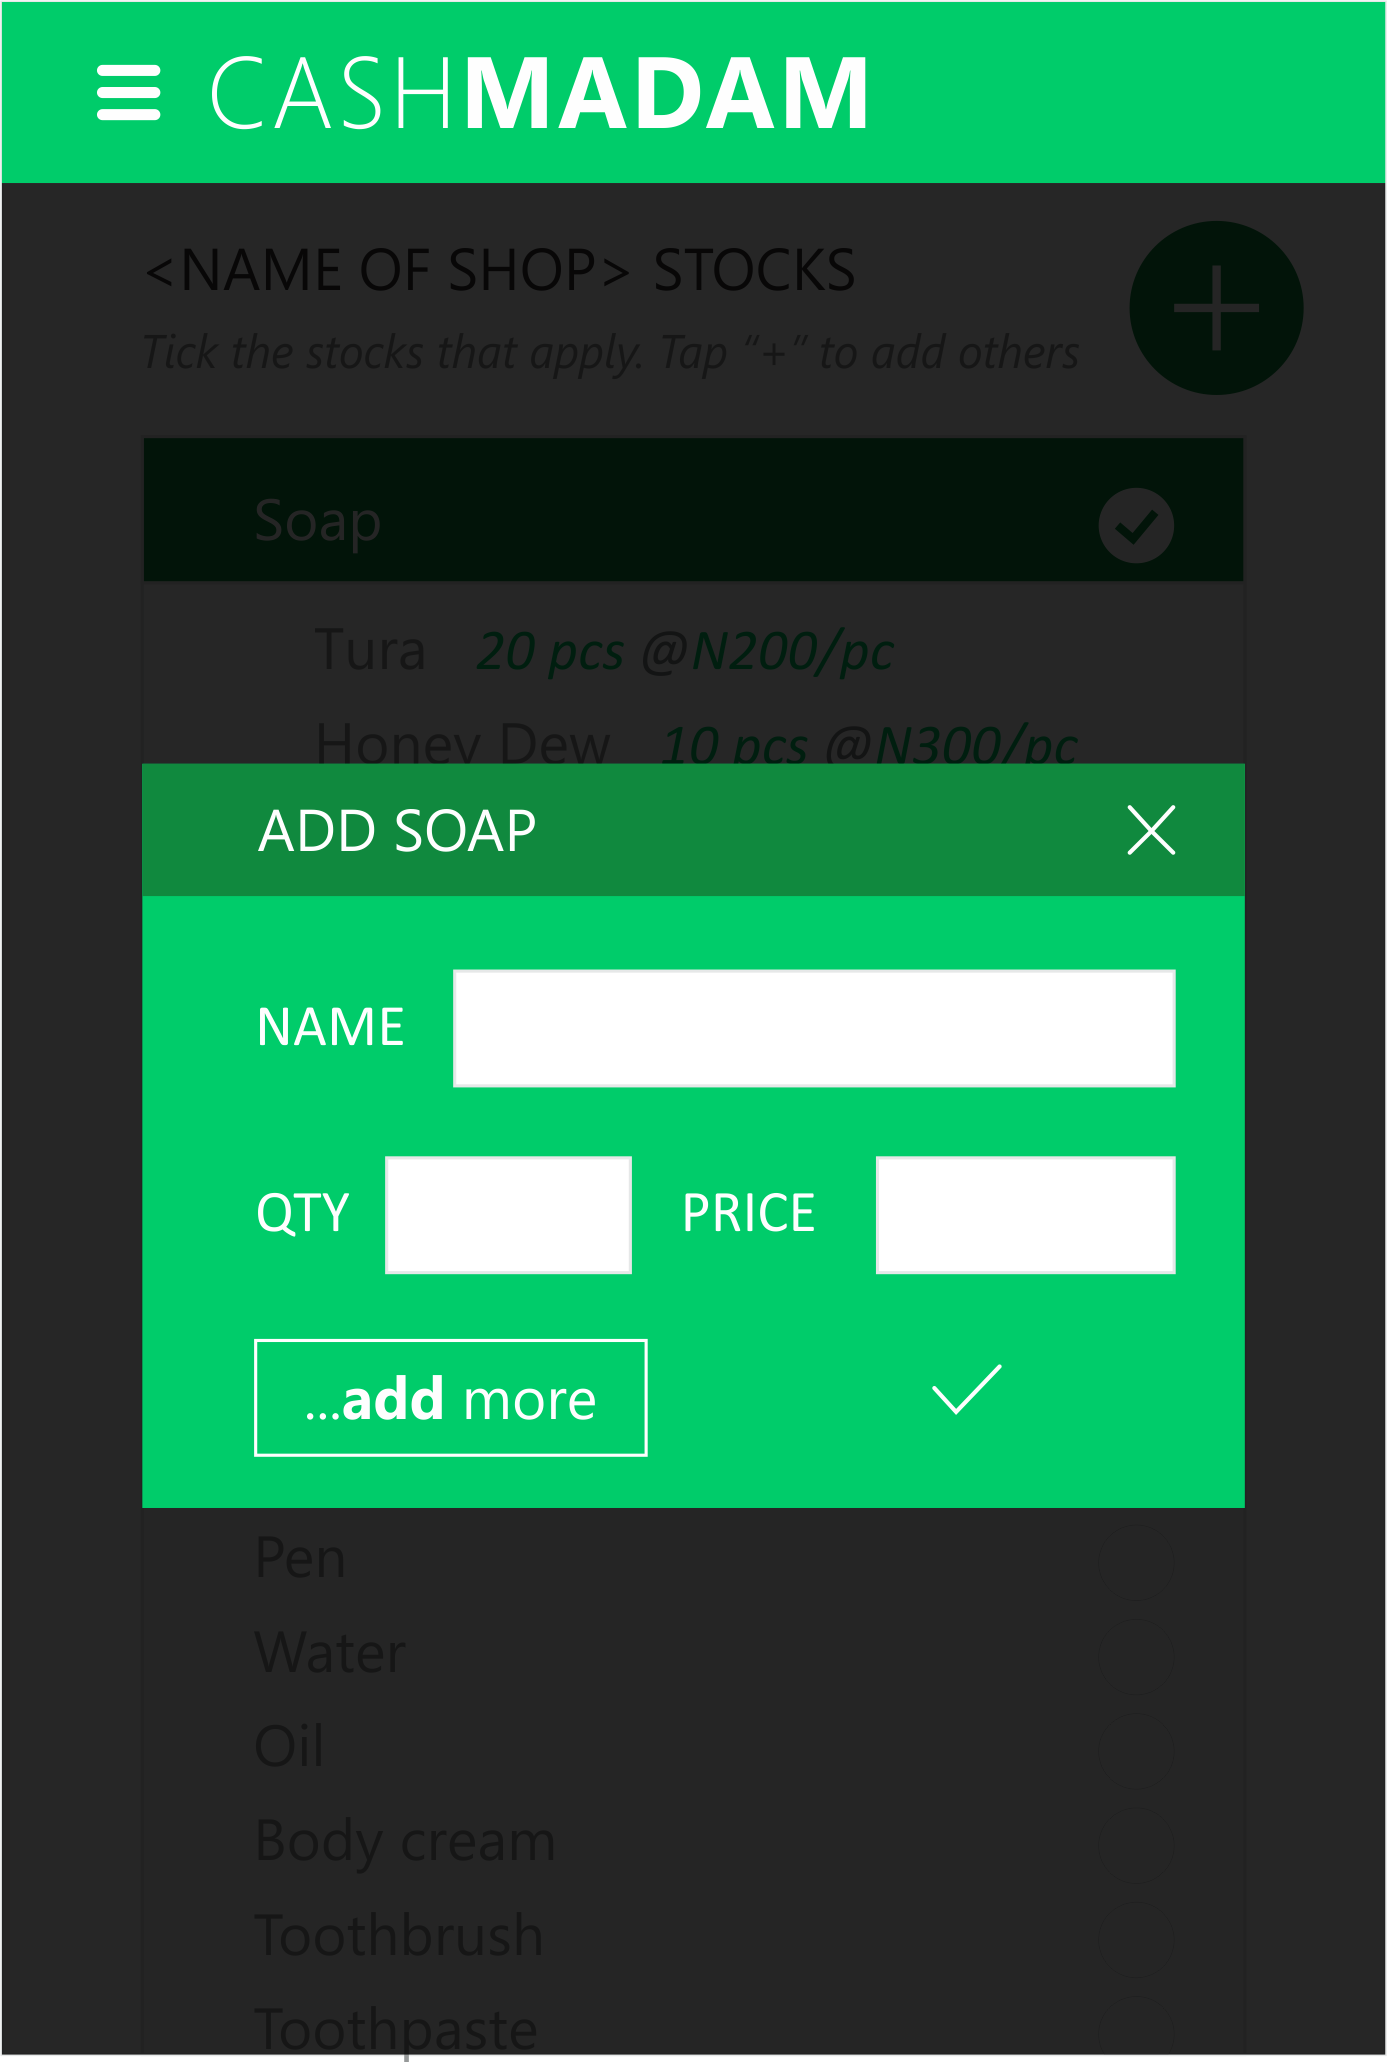 CASHMADAM
<NAME OF SHOP> STOCKS
Tick the stocks that apply. Tap "+" to add others
Soap
Tura 20 pcs @N200/pc
Honey Dew 10 pcs @N300/pc
ADD SOAP
NAME
QTY PRICE
...add more
Pen
Water
Oil
Body cream
Toothbrush
Toothpaste